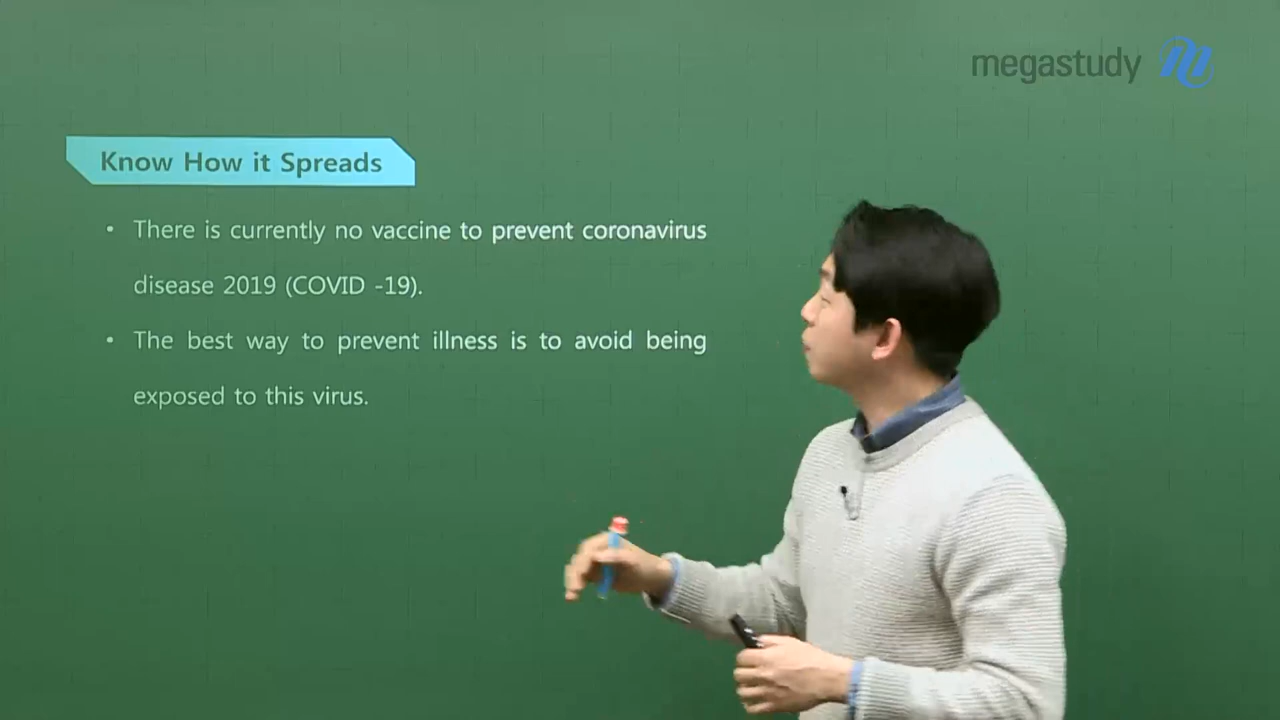 megastudy
Know How it Spreads
• There is currently no vaccine to prevent coronavirus
disease 2019 (COVID -19).
• The best way to prevent illness is to avoid being
exposed to this virus.